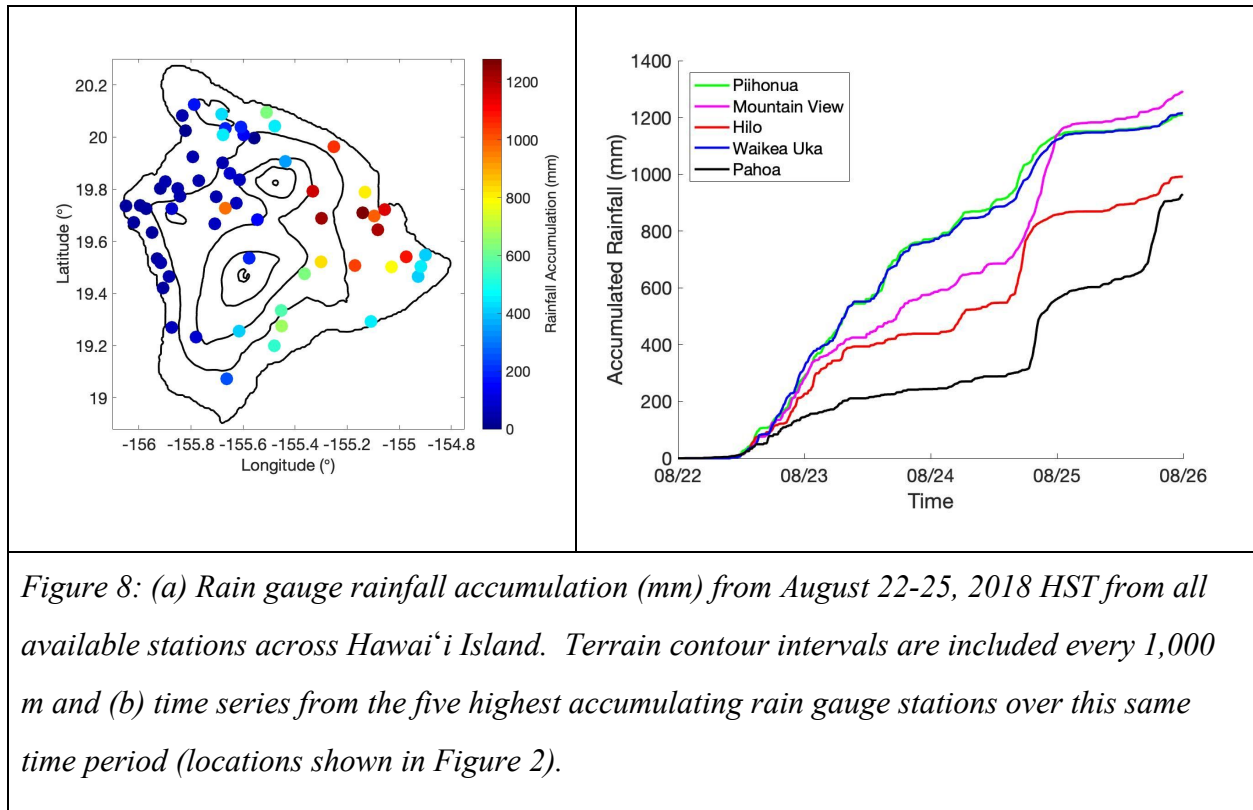 20.2
20
19.8
19.6
19.4
19.2
19
Latitude (°)
-156 -155.8 -155.6 -155.4 -155.2 -155 -154.8
Longitude (°)
1200
1000
800
600
400
200
0
Rainfall Accumulation (mm)
1400
1200
1000
800
600
400
200
0
Accumulated Rainfall (mm)
Piihonua
Mountain View
Hilo
Waikea Uka
Pahoa
08/22 08/23 08/24 08/25 08/26
Time
Figure 8: (a) Rain gauge rainfall accumulation (mm) from August 22-25, 2018 HST from all
available stations across Hawaiʻi Island.  Terrain contour intervals are included every 1,000
m and (b) time series from the five highest accumulating rain gauge stations over this same
time period (locations shown in Figure 2).